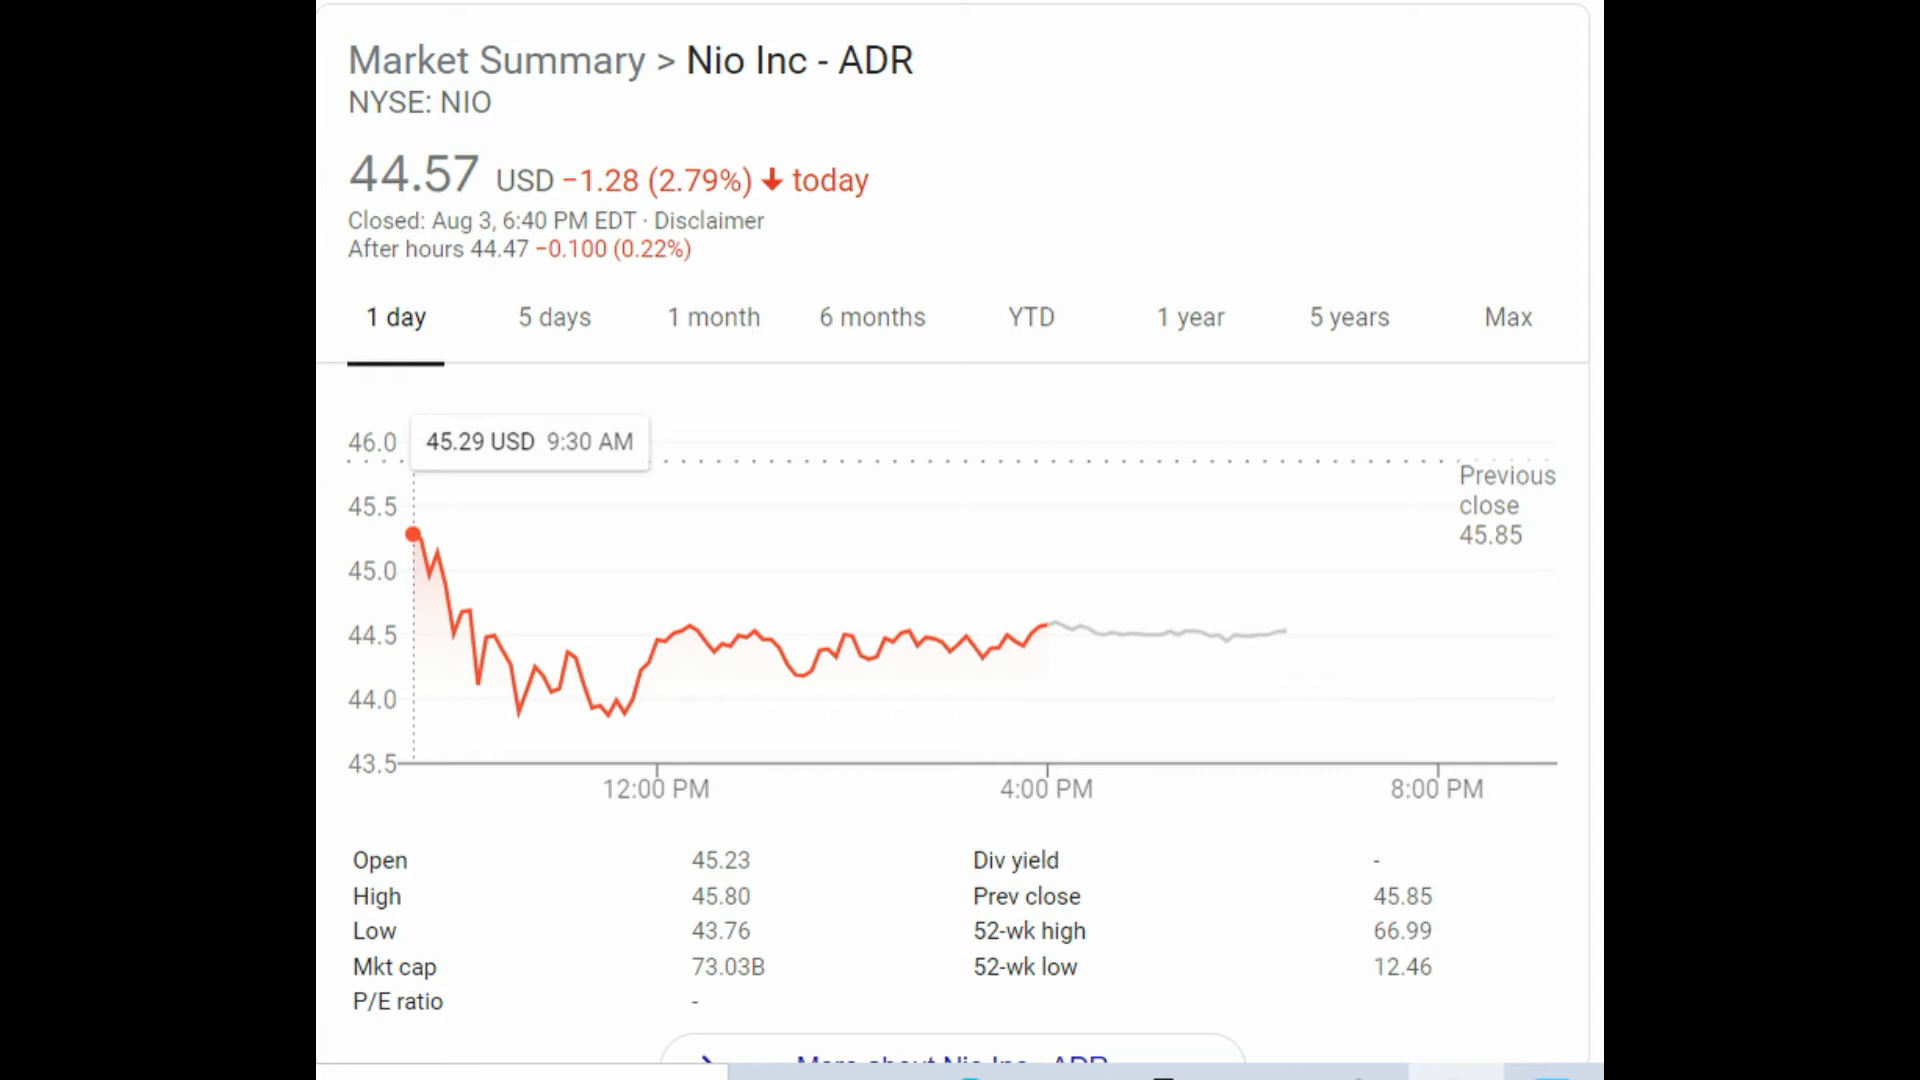 Market Summary > Nio Inc - ADR
NYSE: NIO
44.57 USD −1.28 (2.79%) ↓ today
Closed: Aug 3, 6:40 PM EDT · Disclaimer
After hours 44.47 −0.100 (0.22%)
1 day 5 days 1 month 6 months YTD 1 year 5 years Max
46.0 45.29 USD 9:30 AM
Previous
close
45.85
45.5
45.0
44.5
44.0
43.5
12:00 PM 4:00 PM 8:00 PM
Open 45.23 Div yield -
High 45.80 Prev close 45.85
Low 43.76 52-wk high 66.99
Mkt cap 73.03B 52-wk low 12.46
P/E ratio -
More about Nio Inc - ADR